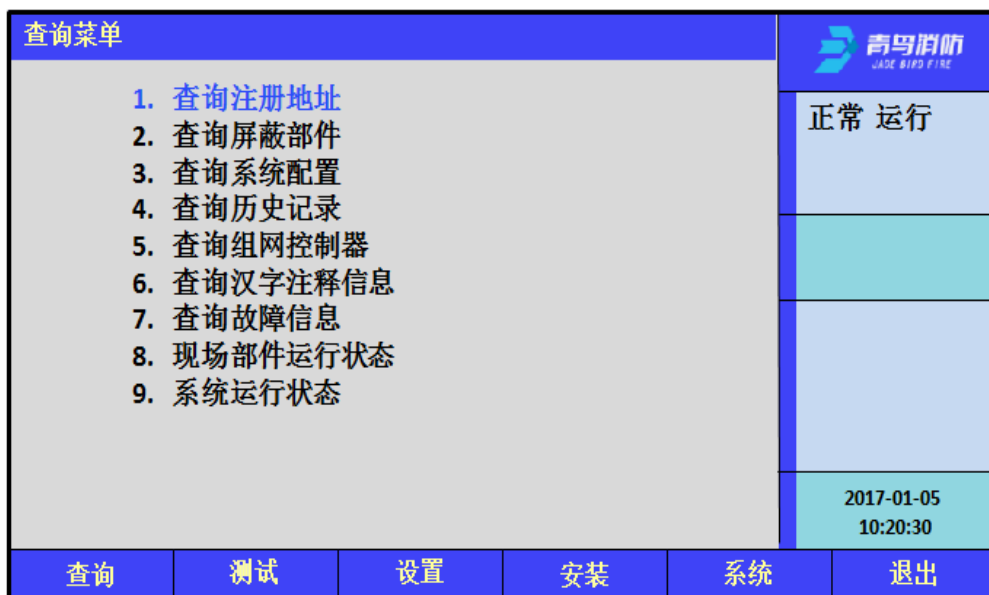 查询菜单
青鸟消防
JADE BIRD FIRE
1. 查询注册地址
2. 查询屏蔽部件
3. 查询系统配置
4. 查询历史记录
5. 查询组网控制器
6. 查询汉字注释信息
7. 查询故障信息
8. 现场部件运行状态
9. 系统运行状态
正常 运行
2017-01-05
10:20:30
查询 测试 设置 安装 系统 退出